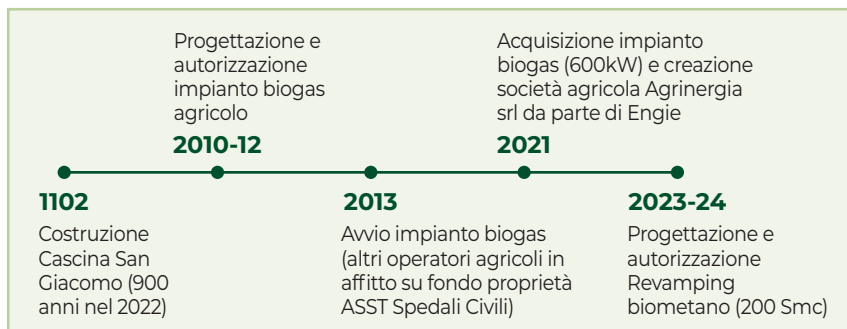 Progettazione e
autorizzazione
impianto biogas
agricolo
2010-12
Acquisizione impianto
biogas (600kW) e creazione
società agricola Agrinergia
srl da parte di Engie
2021
1102
Costruzione
Cascina San
Giacomo (900
anni nel 2022)
2013
Avvio impianto biogas
(altri operatori agricoli in
affitto su fondo proprietà
ASST Spedali Civili)
2023-24
Progettazione e
autorizzazione
Revamping
biometano (200 Smc)